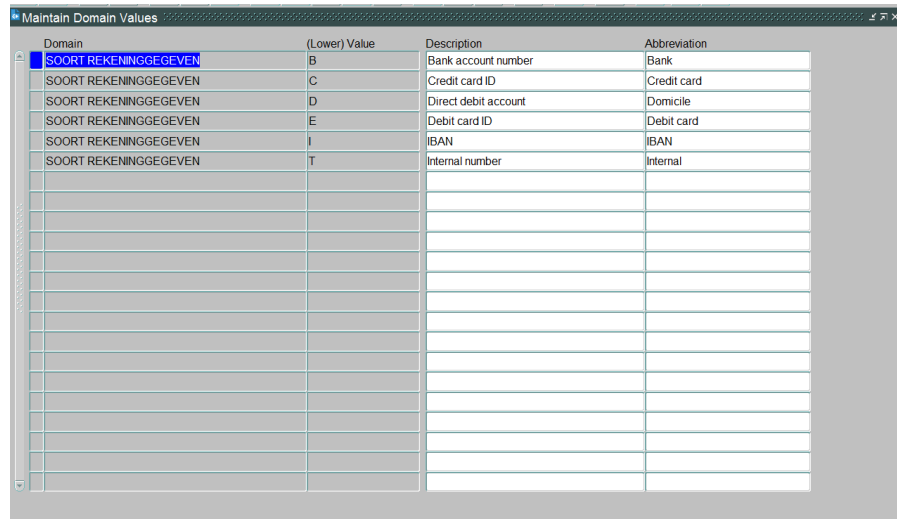 Maintain Domain Values
Domain (Lower) Value Description Abbreviation
SOORT REKENINGGEGEVEN B Bank account number Bank
SOORT REKENINGGEGEVEN C Credit card ID Credit card
SOORT REKENINGGEGEVEN D Direct debit account Domicile
SOORT REKENINGGEGEVEN E Debit card ID Debit card
SOORT REKENINGGEGEVEN I IBAN IBAN
SOORT REKENINGGEGEVEN T Internal number Internal